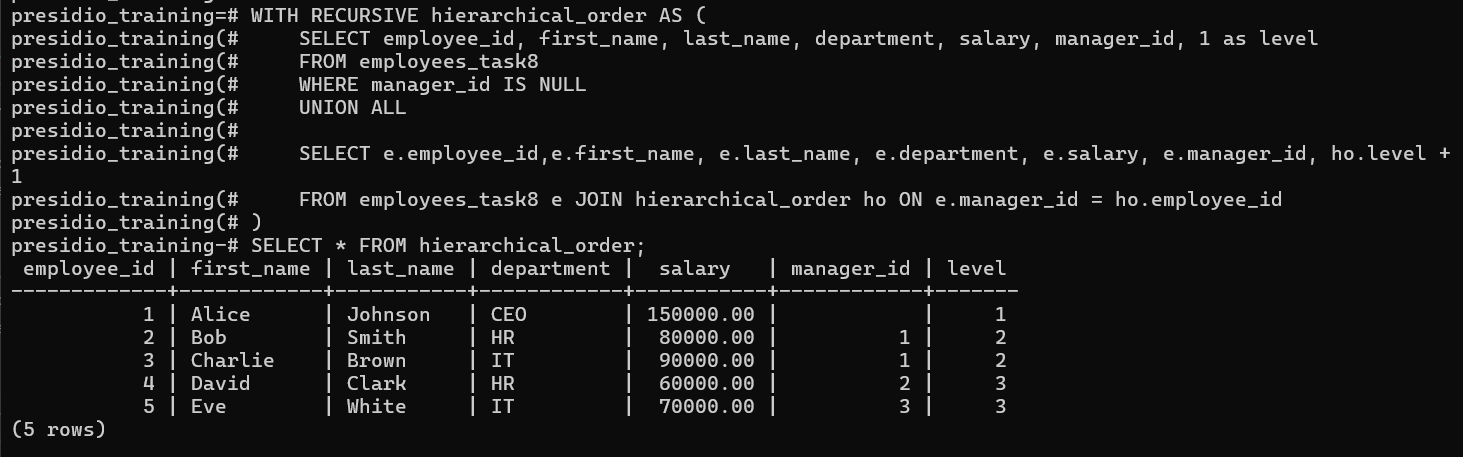 presidio_training=# WITH RECURSIVE hierarchical_order AS (
presidio_training(#     SELECT employee_id, first_name, last_name, department, salary, manager_id, 1 as level
presidio_training(#     FROM employees_task8
presidio_training(#     WHERE manager_id IS NULL
presidio_training(#     UNION ALL
presidio_training(#
presidio_training(#     SELECT e.employee_id,e.first_name, e.last_name, e.department, e.salary, e.manager_id, ho.level +
1
presidio_training(#     FROM employees_task8 e JOIN hierarchical_order ho ON e.manager_id = ho.employee_id
presidio_training(# )
presidio_training-# SELECT * FROM hierarchical_order;
 employee_id | first_name | last_name | department |  salary   | manager_id | level
-------------+------------+-----------+------------+-----------+------------+-------
           1 | Alice      | Johnson   | CEO        | 150000.00 |            |     1
           2 | Bob        | Smith     | HR         |  80000.00 |          1 |     2
           3 | Charlie    | Brown     | IT         |  90000.00 |          1 |     2
           4 | David      | Clark     | HR         |  60000.00 |          2 |     3
           5 | Eve        | White     | IT         |  70000.00 |          3 |     3
(5 rows)